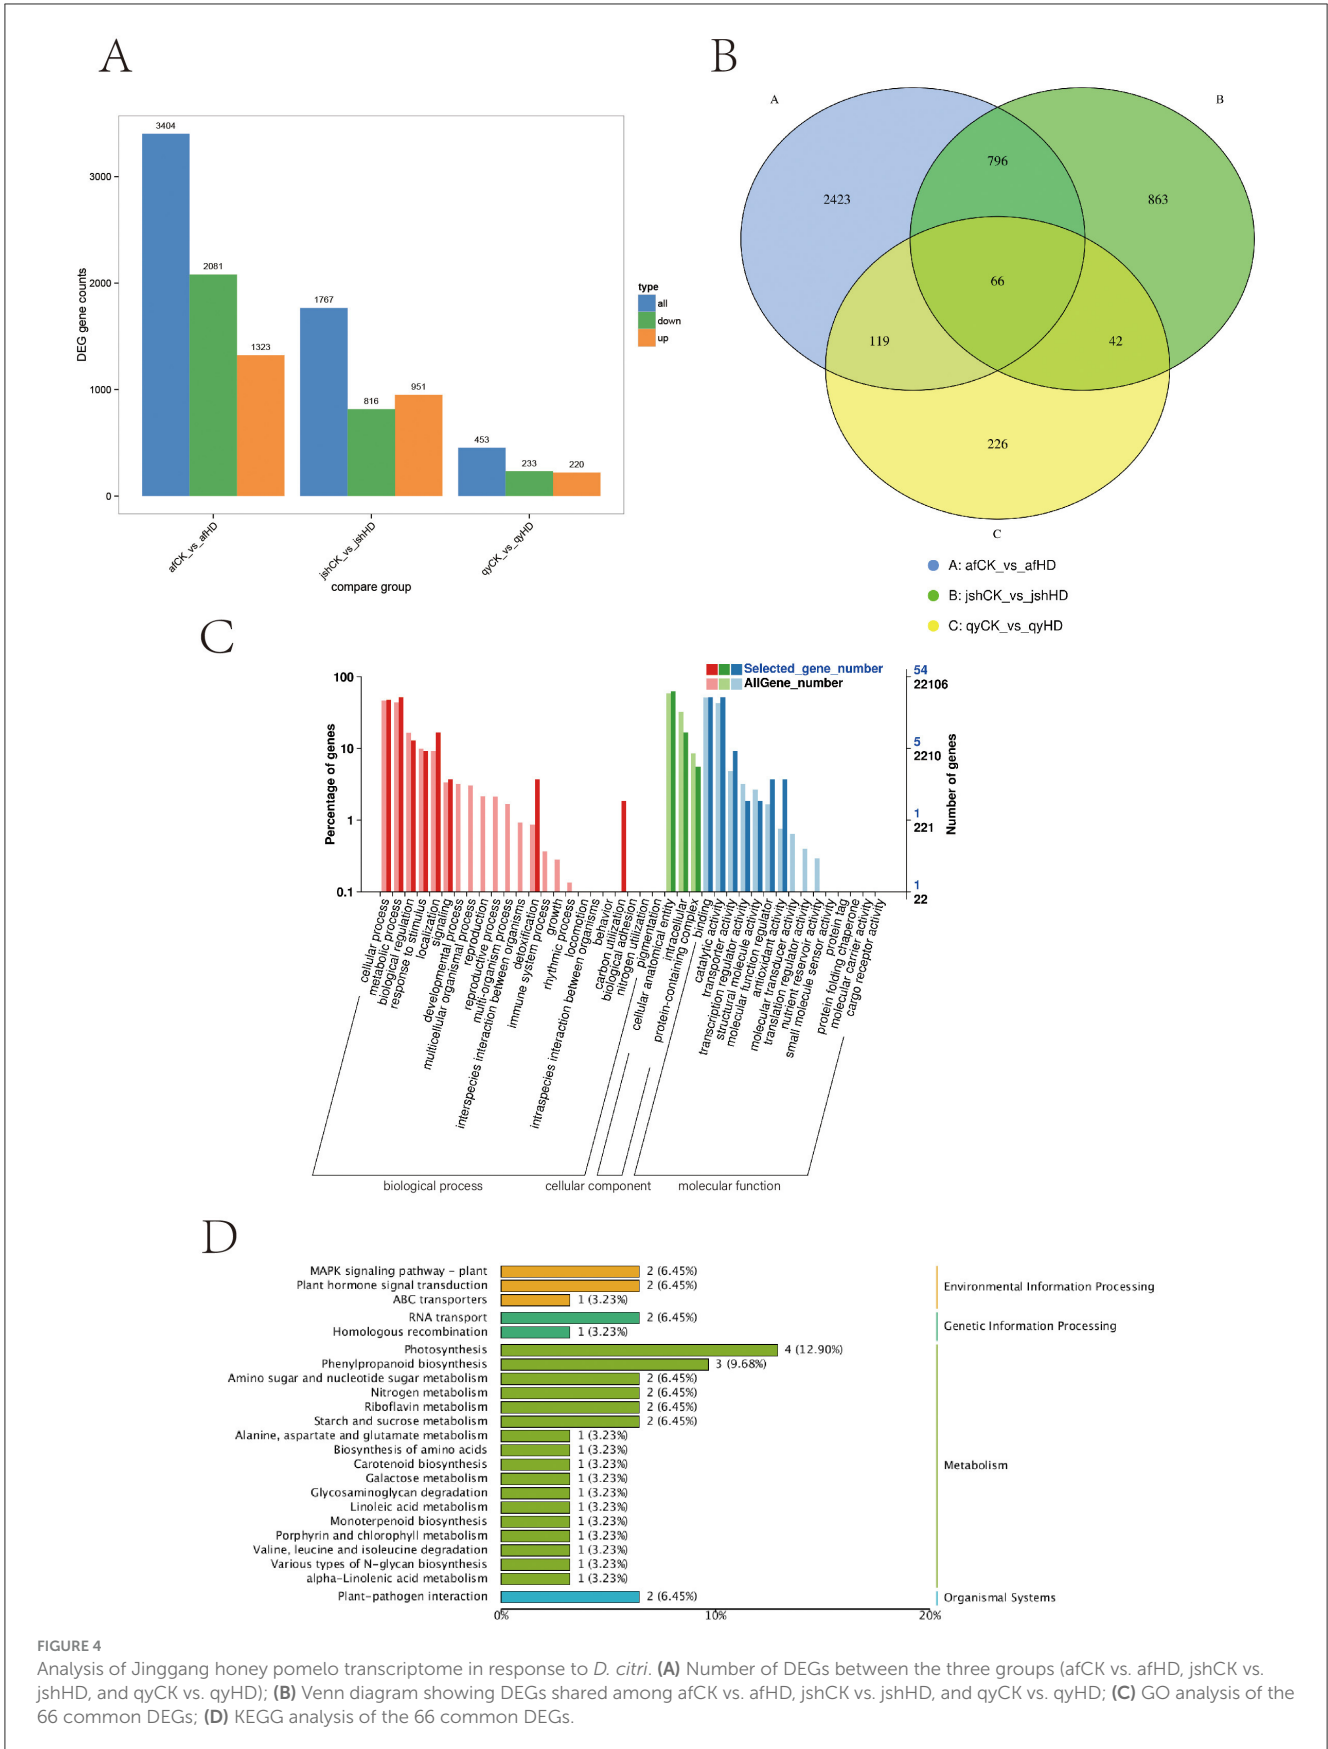 A
3404
2081
1323
1767
816
951
453
233
220
3000
2000
1000
0
DEG gene counts
afCK_vs_afHD
jshCK_vs_jshHD
qyCK_vs_qyHD
compare group
type
all
down
up
B
A
B
796
2423
863
66
119
42
226
C
A: afCK_vs_afHD
B: jshCK_vs_jshHD
C: qyCK_vs_qyHD
C
Selected_gene_number
AllGene_number
100
10
1
0.1
Percentage of genes
54
22106
5
2210
1
221
1
22
Number of genes
cellular process
metabolic process
biological regulation
response to stimulus
localization
signaling
developmental process
multicellular organismal process
reproduction
reproductive process
multi-organism process
interspecies interaction between organisms
detoxification
immune system process
growth
rhythmic process
locomotion
intraspecies interaction between organisms
behavior
carbon utilization
biological adhesion
nitrogen utilization
pigmentation
cellular anatomical entity
intracellular
protein-containing complex
binding
catalytic activity
transporter activity
transcription regulator activity
structural molecule activity
molecular function regulator
antioxidant activity
molecular transducer activity
translation regulator activity
nutrient reservoir activity
small molecule sensor activity
protein tag
protein folding chaperone
molecular carrier activity
cargo receptor activity
biological process
cellular component
molecular function
D
MAPK signaling pathway – plant 2 (6.45%)
Plant hormone signal transduction 2 (6.45%)
ABC transporters 1 (3.23%)
Environmental Information Processing
RNA transport 2 (6.45%)
Homologous recombination 1 (3.23%)
Genetic Information Processing
Photosynthesis 4 (12.90%)
Phenylpropanoid biosynthesis 3 (9.68%)
Amino sugar and nucleotide sugar metabolism 2 (6.45%)
Nitrogen metabolism 2 (6.45%)
Riboflavin metabolism 2 (6.45%)
Starch and sucrose metabolism 2 (6.45%)
Alanine, aspartate and glutamate metabolism 1 (3.23%)
Biosynthesis of amino acids 1 (3.23%)
Carotenoid biosynthesis 1 (3.23%)
Galactose metabolism 1 (3.23%)
Glycosaminoglycan degradation 1 (3.23%)
Linoleic acid metabolism 1 (3.23%)
Monoterpenoid biosynthesis 1 (3.23%)
Porphyrin and chlorophyll metabolism 1 (3.23%)
Valine, leucine and isoleucine degradation 1 (3.23%)
Various types of N-glycan biosynthesis 1 (3.23%)
alpha-Linolenic acid metabolism 1 (3.23%)
Metabolism
Plant-pathogen interaction 2 (6.45%)
Organismal Systems
0% 10% 20%
FIGURE 4
Analysis of Jinggang honey pomelo transcriptome in response to D. citri. (A) Number of DEGs between the three groups (afCK vs. afHD, jshCK vs.
jshHD, and qyCK vs. qyHD); (B) Venn diagram showing DEGs shared among afCK vs. afHD, jshCK vs. jshHD, and qyCK vs. qyHD; (C) GO analysis of the
66 common DEGs; (D) KEGG analysis of the 66 common DEGs.